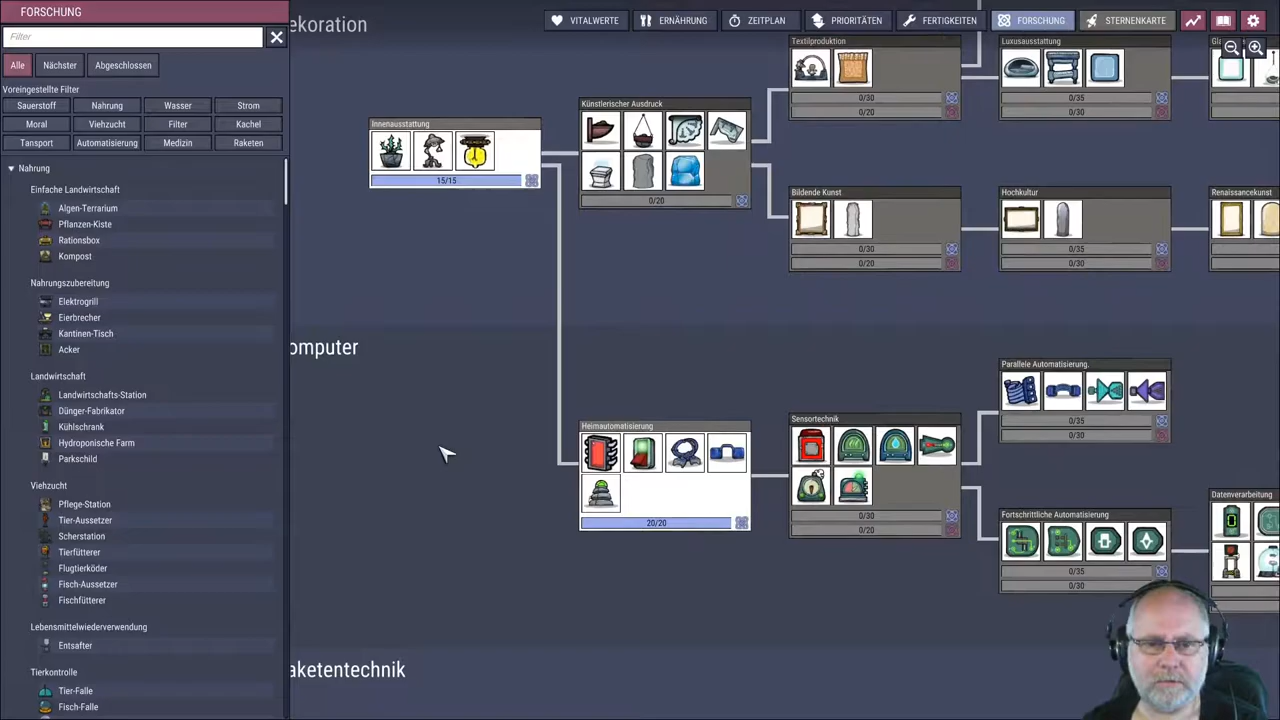 FORSCHUNG
Filter
Alle
Nächster
Abgeschlossen
Voreingestellte Filter
Sauerstoff
Nahrung
Wasser
Strom
Moral
Viehzucht
Filter
Kachel
Transport
Automatisierung
Medizin
Raketen
Nahrung
Einfache Landwirtschaft
Algen-Terrarium
Pflanzen-Kiste
Rationsbox
Kompost
Nahrungszubereitung
Elektrogrill
Eierbrecher
Kantinen-Tisch
Acker
Landwirtschaft
Landwirtschafts-Station
Dünger-Fabrikator
Kühlschrank
Hydroponische Farm
Parkschild
Viehzucht
Pflege-Station
Tier-Aussetzer
Scherstation
Tierfütterer
Flugtierköder
Fisch-Aussetzer
Fischfütterer
Lebensmittelwiederverwendung
Entsafter
Tierkontrolle
Tier-Falle
Fisch-Falle
VITALWERTE
ERNÄHRUNG
ZEITPLAN
PRIORITÄTEN
FERTIGKEITEN
FORSCHUNG
STERNENKARTE
ekoration
Innenausstattung
15/15
Künstlerischer Ausdruck
0/20
Textilproduktion
0/30
0/20
Luxusausstattung
0/35
0/30
Bildende Kunst
0/30
0/20
Hochkultur
0/35
0/30
Renaissancekunst
omputer
Heimautomatisierung
20/20
Sensortechnik
0/30
0/20
Parallele Automatisierung.
0/35
0/30
Fortschrittliche Automatisierung
0/35
0/30
Datenverarbeitung
aketentechnik